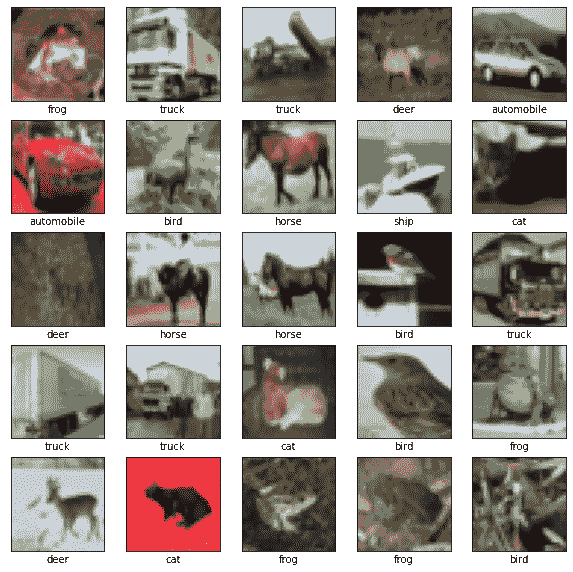 frog truck truck deer automobile
automobile bird horse ship cat
deer horse horse bird truck
truck truck cat bird frog
deer cat frog frog bird